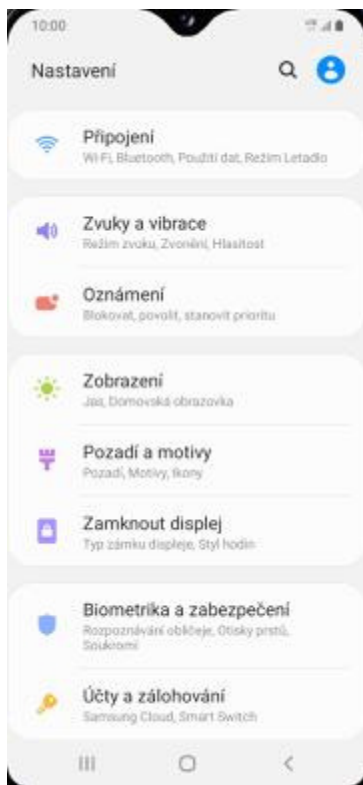 10:00
Nastavení
Připojení
Wi-Fi, Bluetooth, Použití dat, Režim Letadlo
Zvuky a vibrace
Režim zvuku, Zvonění, Hlasitost
Oznámení
Blokovat, povolit, stanovit prioritu
Zobrazení
Jas, Domovská obrazovka
Pozadí a motivy
Pozadí, Motivy, Ikony
Zamknout displej
Typ zámku displeje, Styl hodin
Biometrika a zabezpečení
Rozpoznávání obličeje, Otisky prstů,
Soukromí
Účty a zálohování
Samsung Cloud, Smart Switch